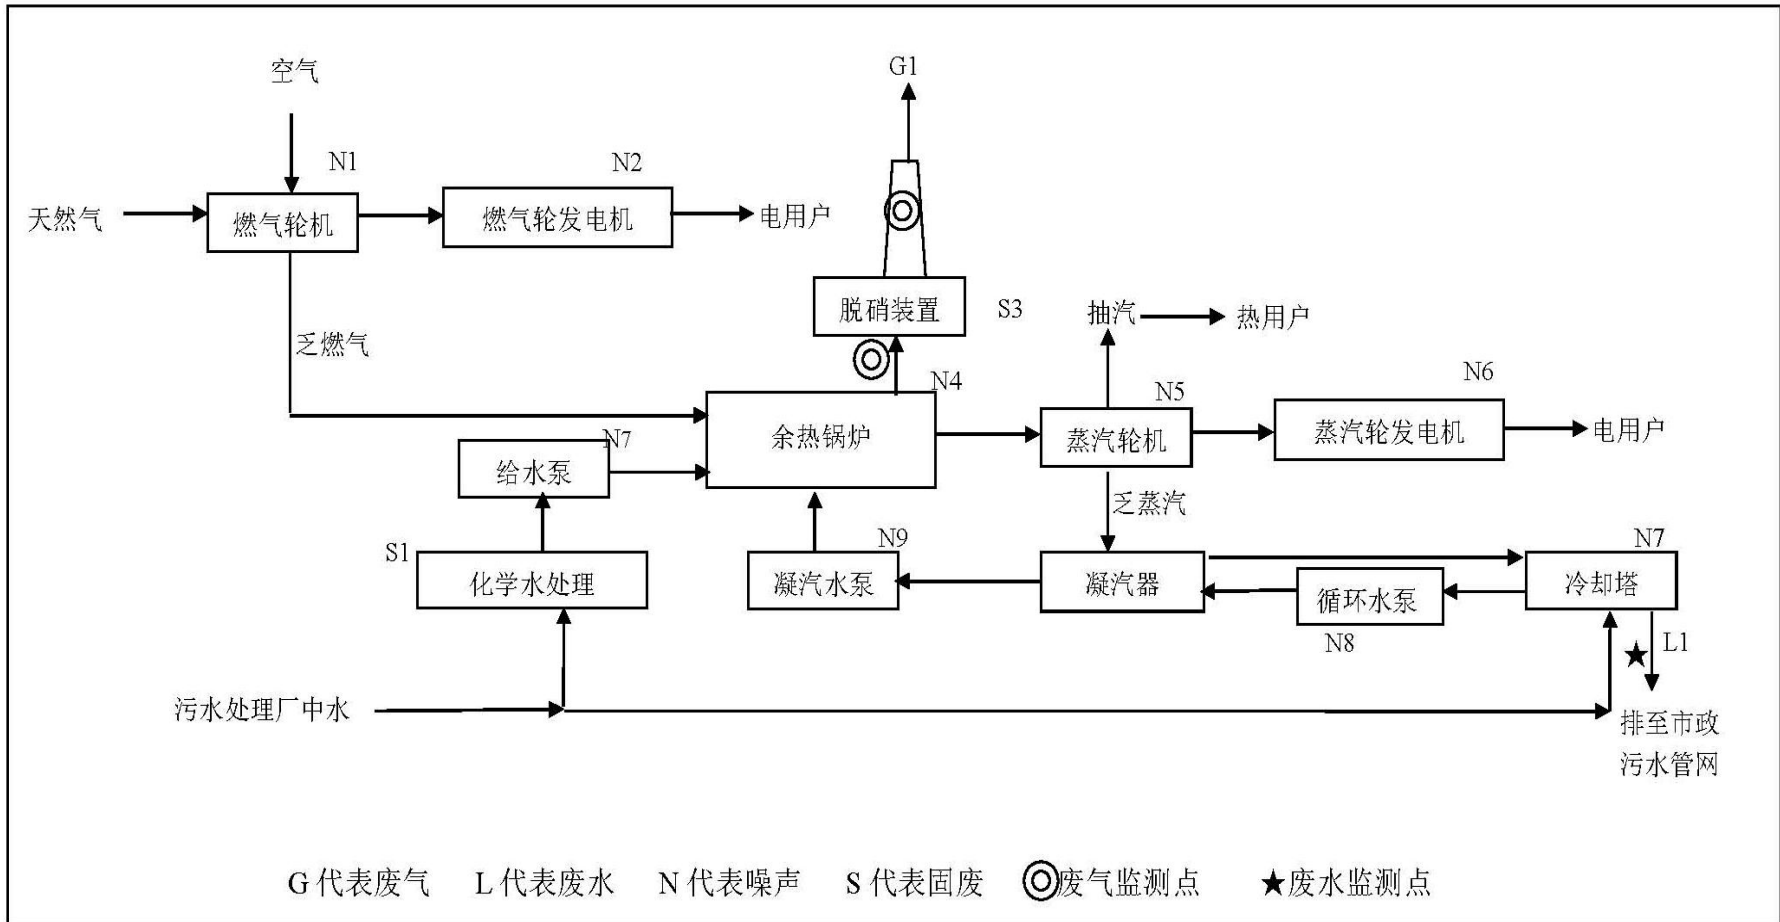 空气
G1
N1
N2
天然气
燃气轮机
燃气轮发电机
电用户
脱硝装置
S3
抽汽
热用户
乏燃气
N4
N5
N6
余热锅炉
蒸汽轮机
蒸汽轮发电机
电用户
N7
给水泵
乏蒸汽
S1
化学水处理
N9
凝汽水泵
凝汽器
循环水泵
N8
N7
冷却塔
L1
污水处理厂中水
排至市政
污水管网
G 代表废气 L 代表废水 N 代表噪声 S 代表固废 废气监测点 ★废水监测点